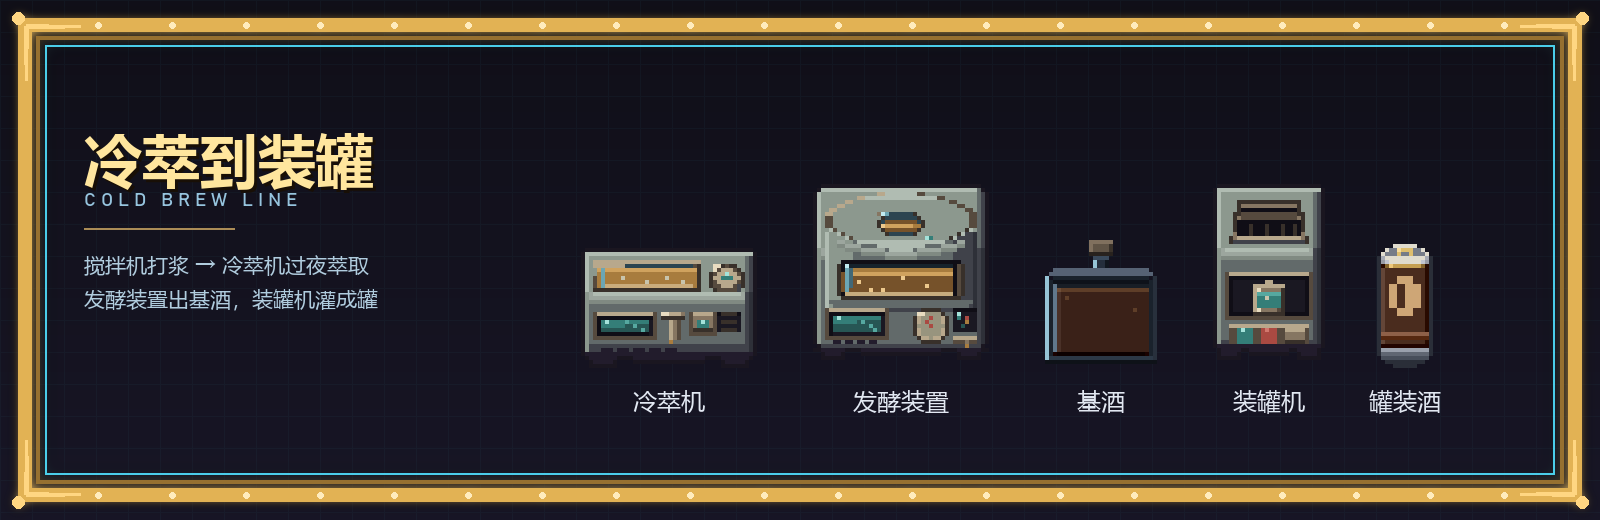 冷萃到装罐
COLD BREW LINE
搅拌机打浆 → 冷萃机过夜萃取
发酵装置出基酒，装罐机灌成罐
冷萃机
发酵装置
基酒
装罐机
罐装酒